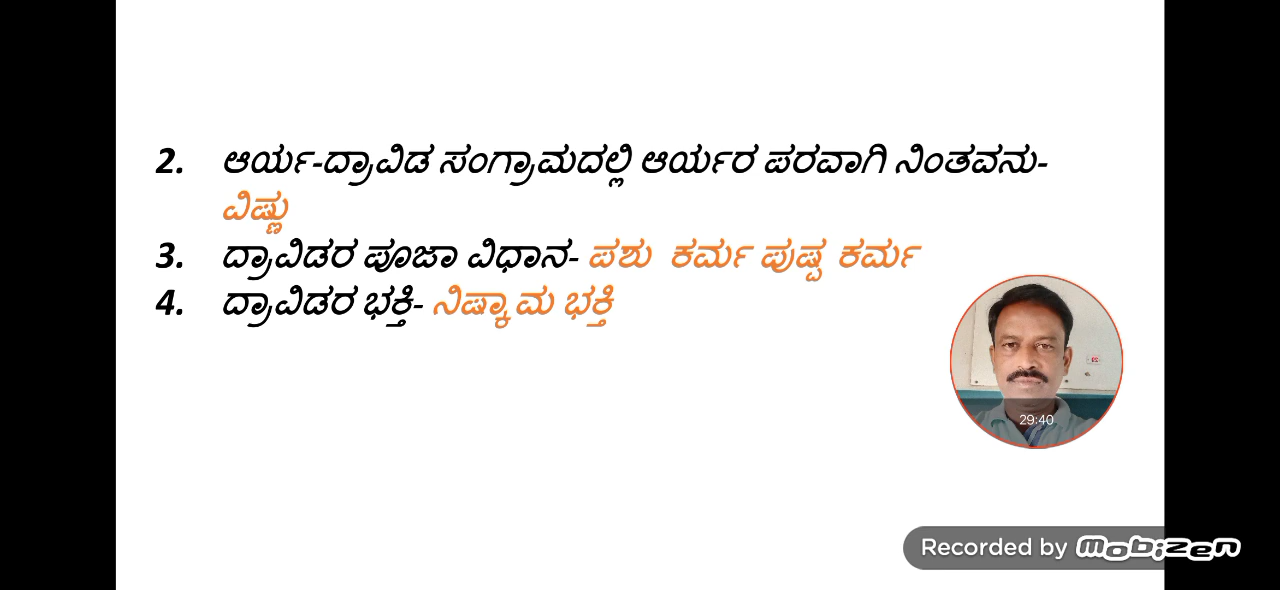 2. ಆರ್ಯ-ದ್ರಾವಿಡ ಸಂಗ್ರಾಮದಲ್ಲಿ ಆರ್ಯರ ಪರವಾಗಿ ನಿಂತವನು-
ವಿಷ್ಣು
3. ದ್ರಾವಿಡರ ಪೂಜಾ ವಿಧಾನ- ಪಶು ಕರ್ಮ ಪುಷ್ಪ ಕರ್ಮ
4. ದ್ರಾವಿಡರ ಭಕ್ತಿ- ನಿಷ್ಕಾಮ ಭಕ್ತಿ
29:40
Recorded by mobizen